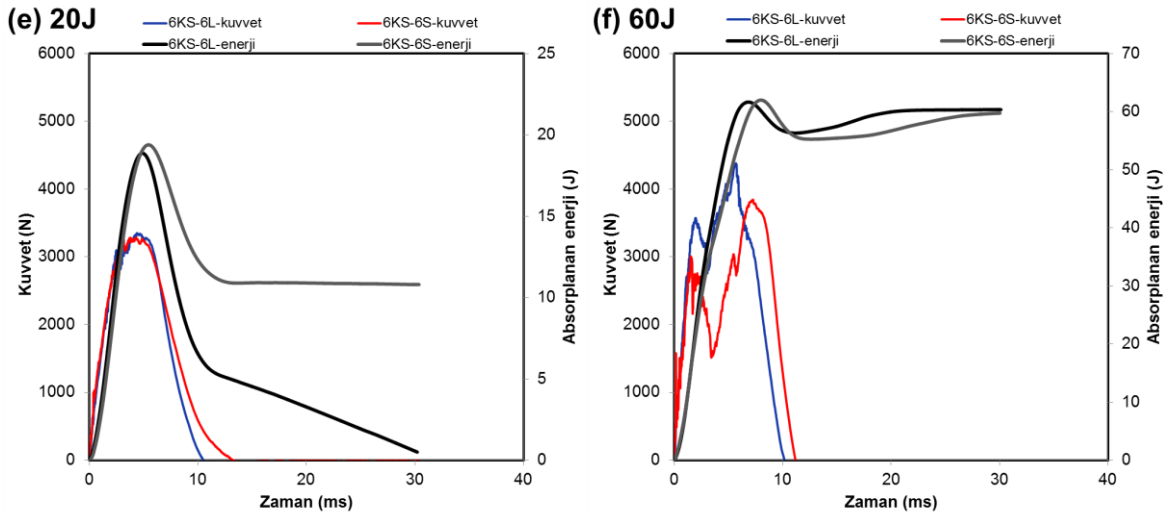 (e) 20J
6KS-6L-kuvvet
6KS-6S-kuvvet
6KS-6L-enerji
6KS-6S-enerji
6000
5000
4000
3000
2000
1000
0
Kuvvet (N)
25
20
15
10
5
0
Absorplanan enerji (J)
0
10
20
30
40
Zaman (ms)
(f) 60J
6KS-6L-kuvvet
6KS-6S-kuvvet
6KS-6L-enerji
6KS-6S-enerji
6000
5000
4000
3000
2000
1000
0
Kuvvet (N)
70
60
50
40
30
20
10
0
Absorplanan enerji (J)
0
10
20
30
40
Zaman (ms)